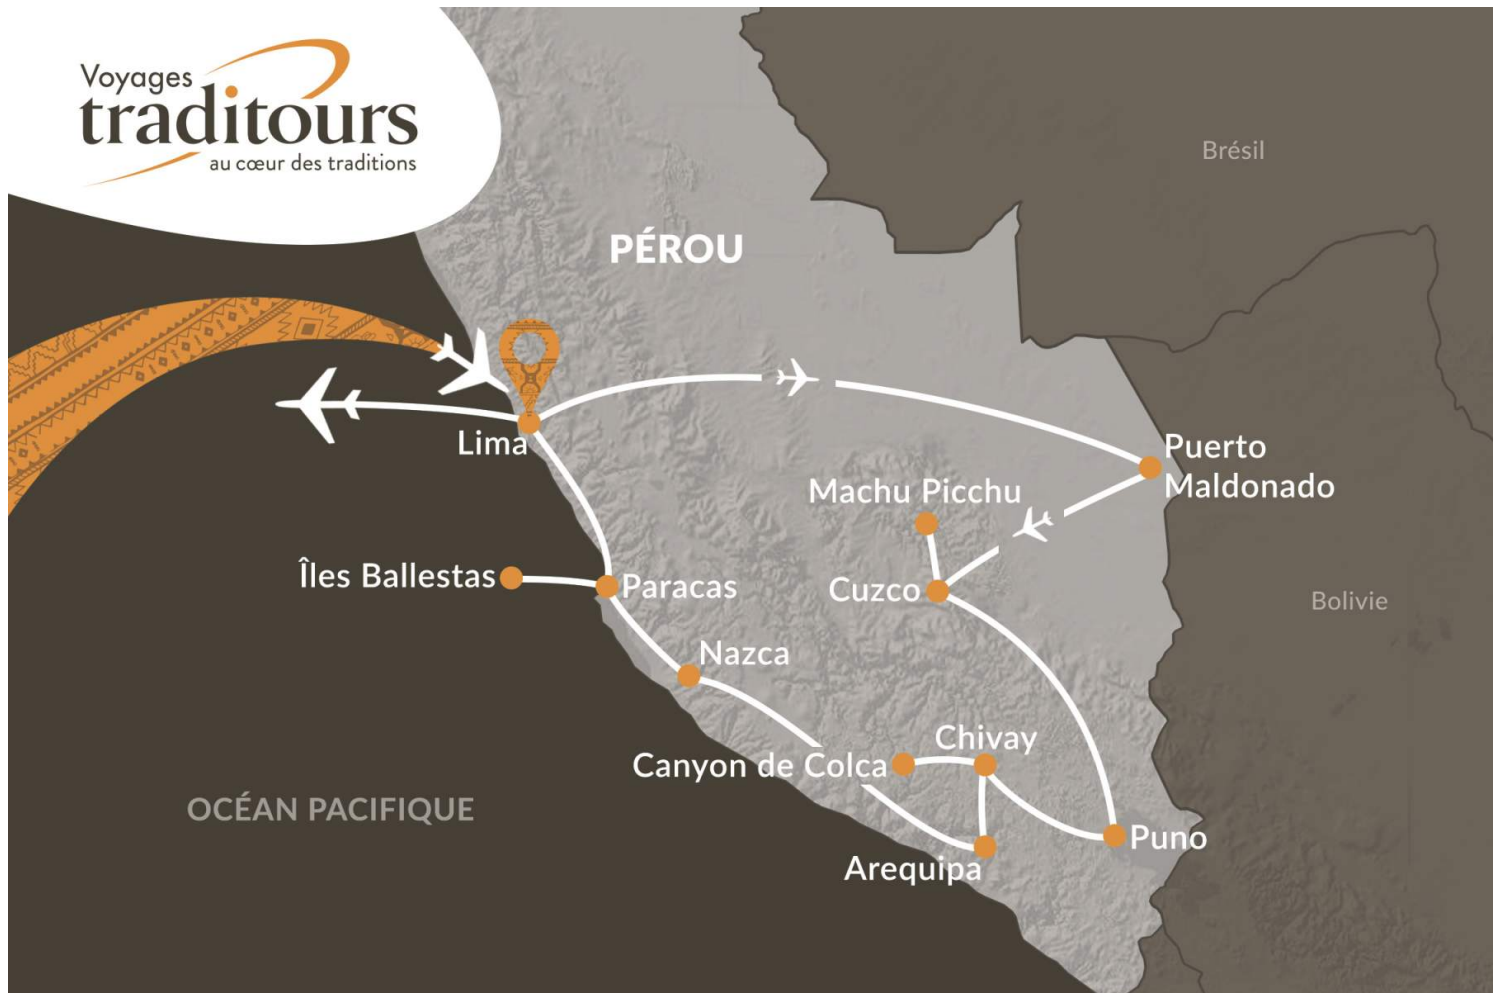 Voyages
traditours
au cœur des traditions
Brésil
PÉROU
Lima
Puerto
Maldonado
Machu Picchu
Îles Ballestas
Paracas
Cuzco
Bolivie
Nazca
Chivay
Canyon de Colca
OCÉAN PACIFIQUE
Puno
Arequipa